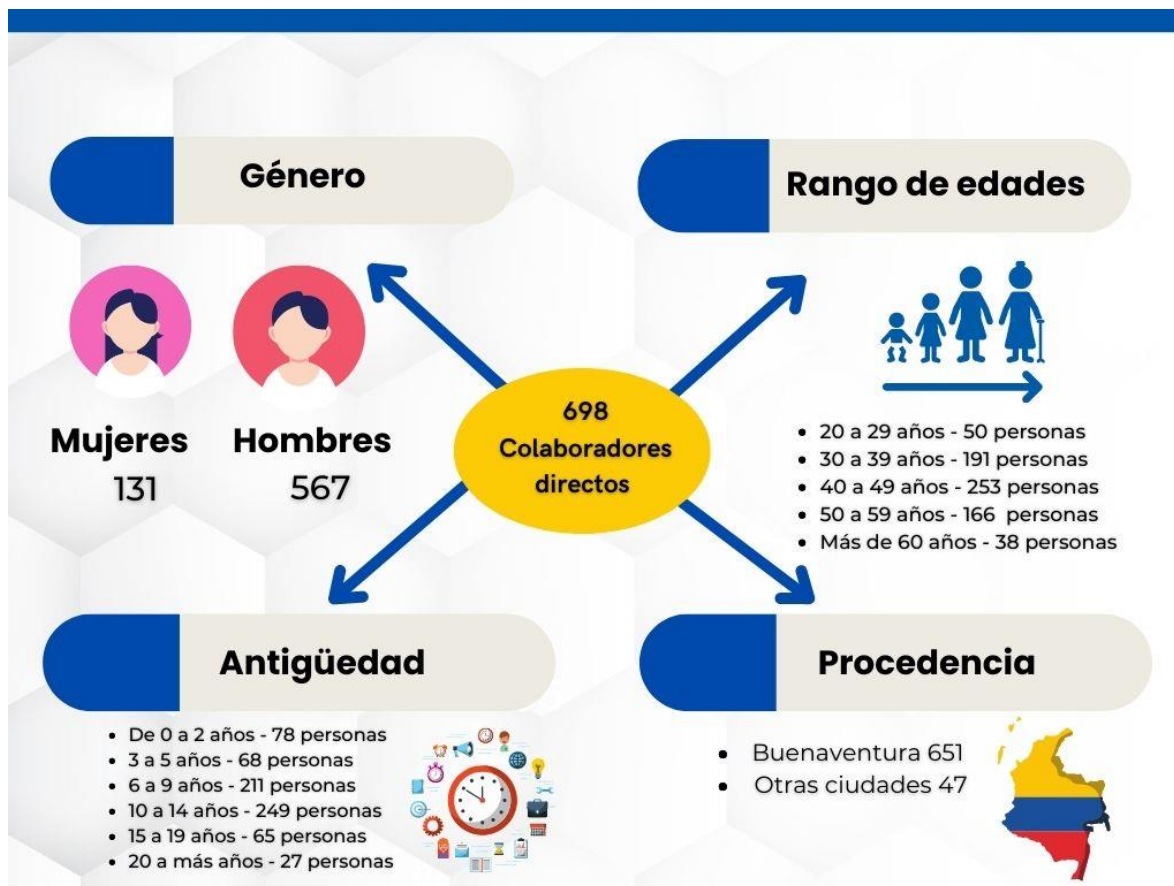 Género
Mujeres
131
Hombres
567
Rango de edades
• 20 a 29 años - 50 personas
• 30 a 39 años - 191 personas
• 40 a 49 años - 253 personas
• 50 a 59 años - 166 personas
• Más de 60 años - 38 personas
698
Colaboradores
directos
Antigüedad
• De 0 a 2 años - 78 personas
• 3 a 5 años - 68 personas
• 6 a 9 años - 211 personas
• 10 a 14 años - 249 personas
• 15 a 19 años - 65 personas
• 20 a más años - 27 personas
Procedencia
• Buenaventura 651
• Otras ciudades 47